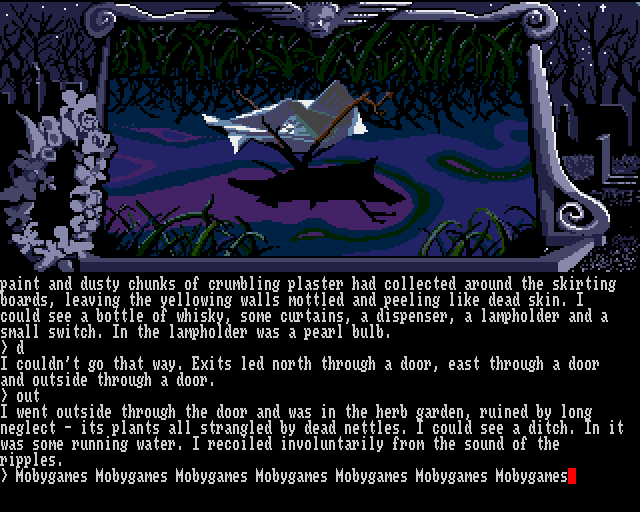 paint and dusty chunks of crumbling plaster had collected around the skirting
boards, leaving the yellowing walls mottled and peeling like dead skin. I
could see a bottle of whisky, some curtains, a dispenser, a lampholder and a
small switch. In the lampholder was a pearl bulb.
> d
I couldn't go that way. Exits led north through a door, east through a door
and outside through a door.
> out
I went outside through the door and was in the herb garden, ruined by long
neglect - its plants all strangled by dead nettles. I could see a ditch. In it
was some running water. I recoiled involuntarily from the sound of the
ripples.
> Mobygames Mobygames Mobygames Mobygames Mobygames Mobygames Mobygames